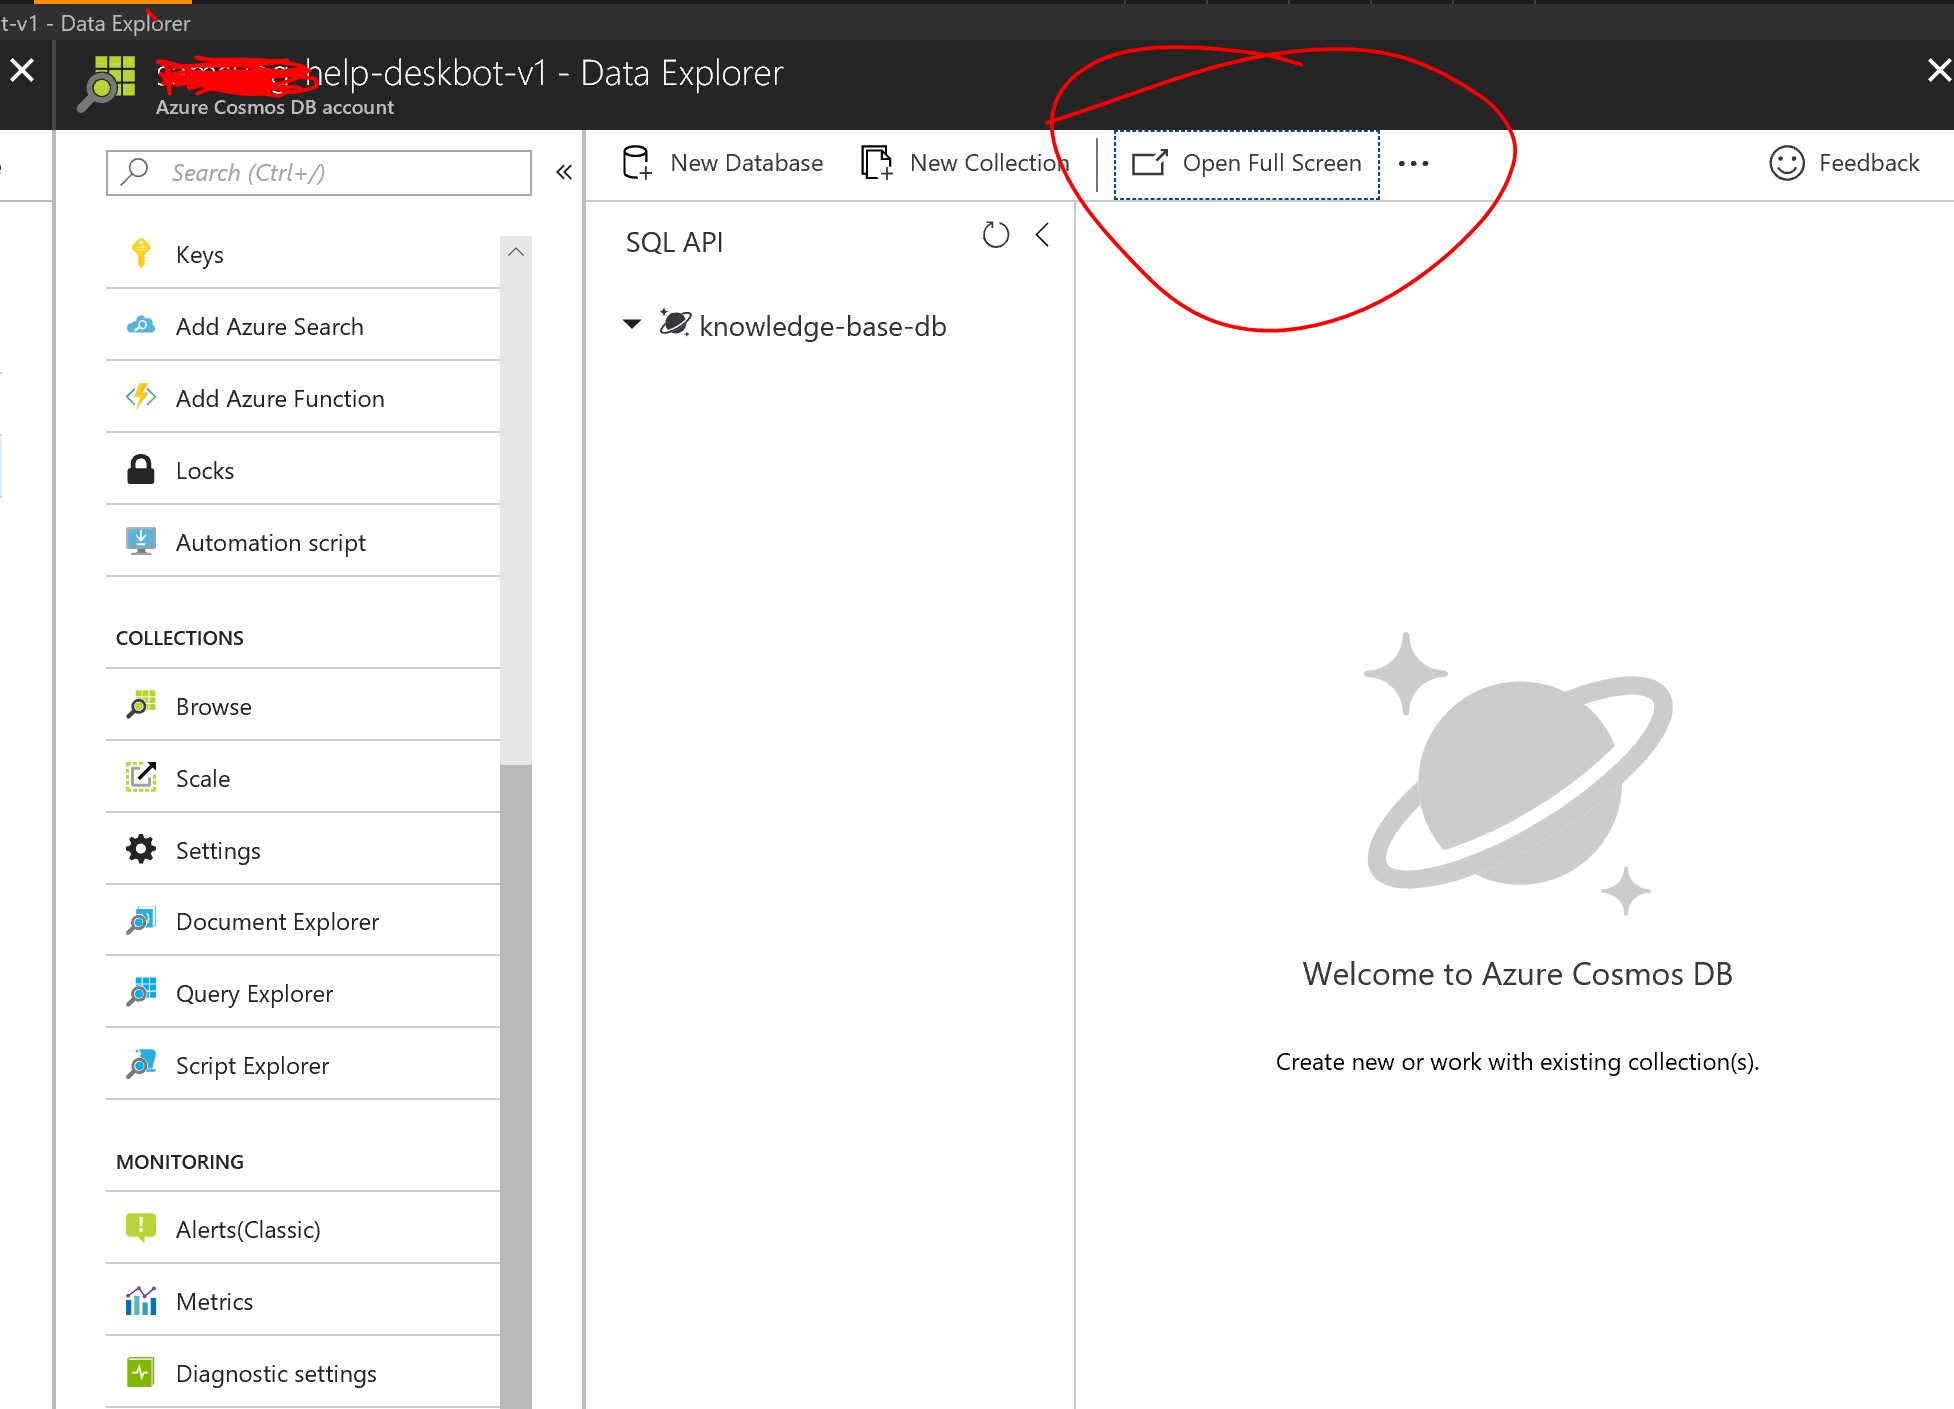 t-v1 - Data Explorer
help-deskbot-v1 - Data Explorer
Azure Cosmos DB account
Search (Ctrl+/)
Keys
Add Azure Search
Add Azure Function
Locks
Automation script
COLLECTIONS
Browse
Scale
Settings
Document Explorer
Query Explorer
Script Explorer
MONITORING
Alerts(Classic)
Metrics
Diagnostic settings
New Database
New Collection
Open Full Screen
Feedback
SQL API
knowledge-base-db
Welcome to Azure Cosmos DB
Create new or work with existing collection(s).